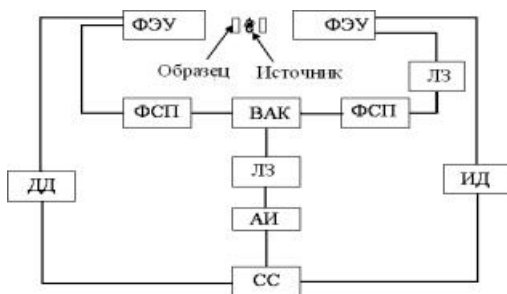 ФЭУ ФЭУ
Образец Источник
ЛЗ
ФСП ВАК ФСП
ЛЗ
ДД ИД
АИ
СС